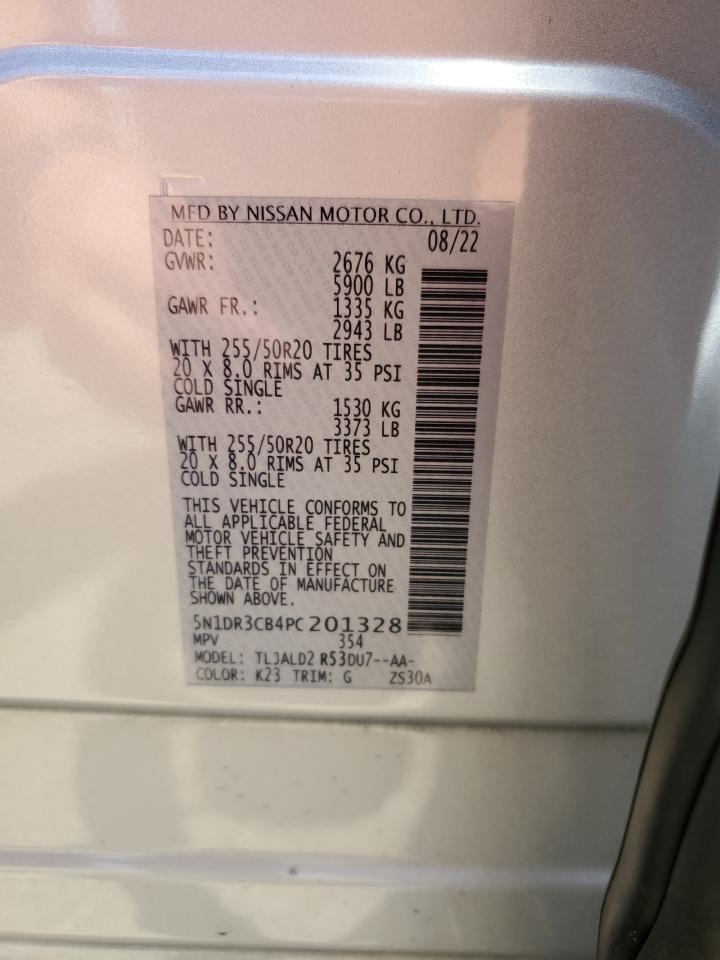 MFD BY NISSAN MOTOR CO., LTD.
DATE: 08/22
GVWR: 2676 KG
5900 LB
GAWR FR.: 1335 KG
2943 LB
WITH 255/50R20 TIRES
20 X 8.0 RIMS AT 35 PSI
COLD SINGLE
GAWR RR.: 1530 KG
3373 LB
WITH 255/50R20 TIRES
20 X 8.0 RIMS AT 35 PSI
COLD SINGLE
THIS VEHICLE CONFORMS TO
ALL APPLICABLE FEDERAL
MOTOR VEHICLE SAFETY AND
THEFT PREVENTION
STANDARDS IN EFFECT ON
THE DATE OF MANUFACTURE
SHOWN ABOVE.
5N1DR3CB4PC201328
MPV 354
MODEL: TLJALD2 R53DU7--AA-
COLOR: K23 TRIM: G ZS30A